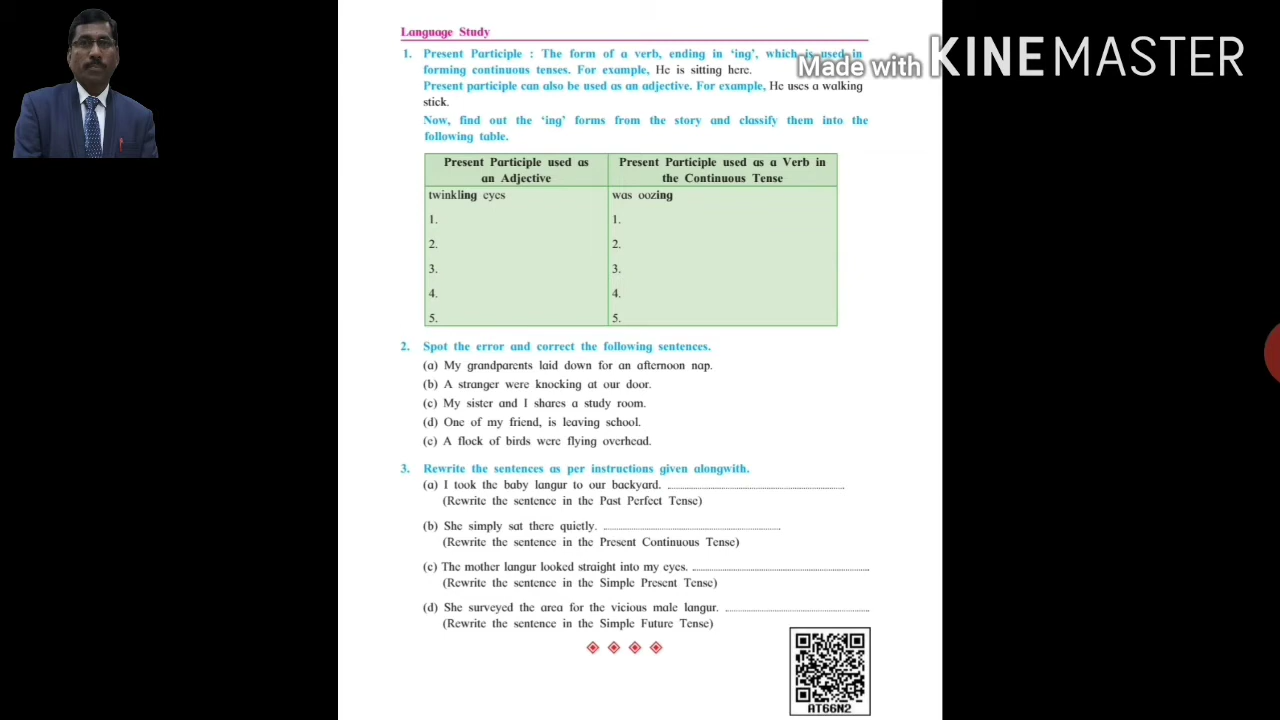 Language Study
1. Present Participle : The form of a verb, ending in ‘ing’, which is used in
forming continuous tenses. For example, He is sitting here.
Made with KINEMASTER
Present participle can also be used as an adjective. For example, He uses a walking
stick.
Now, find out the ‘ing’ forms from the story and classify them into the
following table.
Present Participle used as
an Adjective
Present Participle used as a Verb in
the Continuous Tense
twinkling eyes
was oozing
1.
1.
2.
2.
3.
3.
4.
4.
5.
5.
2. Spot the error and correct the following sentences.
(a) My grandparents laid down for an afternoon nap.
(b) A stranger were knocking at our door.
(c) My sister and I shares a study room.
(d) One of my friend, is leaving school.
(e) A flock of birds were flying overhead.
3. Rewrite the sentences as per instructions given alongwith.
(a) I took the baby langur to our backyard. ........................
(Rewrite the sentence in the Past Perfect Tense)
(b) She simply sat there quietly. ........................
(Rewrite the sentence in the Present Continuous Tense)
(c) The mother langur looked straight into my eyes. ........................
(Rewrite the sentence in the Simple Present Tense)
(d) She surveyed the area for the vicious male langur. ........................
(Rewrite the sentence in the Simple Future Tense)
AT66N2